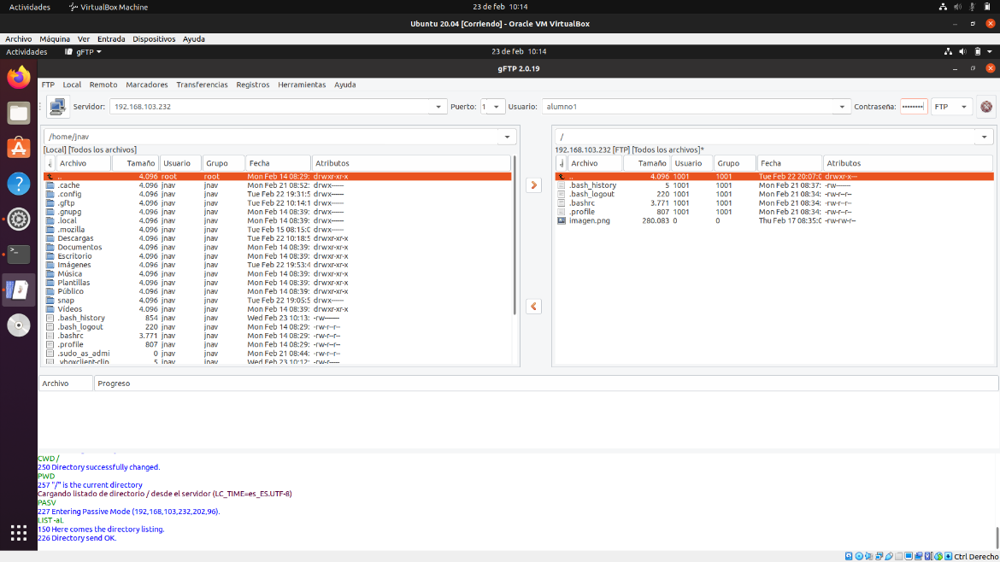 Actividades VirtualBox Machine 23 de feb 10:14
Ubuntu 20.04 [Corriendo] - Oracle VM VirtualBox
Archivo Máquina Ver Entrada Dispositivos Ayuda
Actividades gFTP 23 de feb 10:14
gFTP 2.0.19
FTP Local Remoto Marcadores Transferencias Registros Herramientas Ayuda
Servidor: 192.168.103.232 Puerto: 1 Usuario: alumno1 Contraseña: •••••••• FTP
/home/jnav
[Local] [Todos los archivos]
Archivo Tamaño Usuario Grupo Fecha Atributos
.. 4.096 root root Mon Feb 14 08:29: drwxr-xr-x
.cache 4.096 jnav jnav Mon Feb 21 08:52: drwx------
.config 4.096 jnav jnav Tue Feb 22 19:31:5 drwx------
.gftp 4.096 jnav jnav Tue Feb 22 10:14:1 drwx------
.gnupg 4.096 jnav jnav Mon Feb 14 08:39: drwx------
.local 4.096 jnav jnav Mon Feb 14 08:39: drwx------
.mozilla 4.096 jnav jnav Tue Feb 15 08:15:0 drwx------
Descargas 4.096 jnav jnav Tue Feb 22 10:18:5 drwxr-xr-x
Documentos 4.096 jnav jnav Mon Feb 14 08:39: drwxr-xr-x
Escritorio 4.096 jnav jnav Mon Feb 14 08:39: drwxr-xr-x
Imágenes 4.096 jnav jnav Tue Feb 22 19:53:4 drwxr-xr-x
Música 4.096 jnav jnav Mon Feb 14 08:39: drwxr-xr-x
Plantillas 4.096 jnav jnav Mon Feb 14 08:39: drwxr-xr-x
Público 4.096 jnav jnav Mon Feb 14 08:39: drwxr-xr-x
snap 4.096 jnav jnav Tue Feb 22 19:05:5 drwx------
Vídeos 4.096 jnav jnav Mon Feb 14 08:39: drwxr-xr-x
.bash_history 854 jnav jnav Wed Feb 23 10:13: -rw-------
.bash_logout 220 jnav jnav Mon Feb 14 08:29: -rw-r--r--
.bashrc 3.771 jnav jnav Mon Feb 14 08:29: -rw-r--r--
.profile 807 jnav jnav Mon Feb 14 08:29: -rw-r--r--
.sudo_as_admi 0 jnav jnav Mon Feb 21 08:44: -rw-r--r--
.vboxclient-clip 5 jnav jnav Wed Feb 23 10:12: -rw-r-----
/
192.168.103.232 [FTP] [Todos los archivos]*
Archivo Tamaño Usuario Grupo Fecha Atributos
.. 4.096 1001 1001 Tue Feb 22 20:07:0 drwxr-x---
.bash_history 5 1001 1001 Mon Feb 21 08:37: -rw-------
.bash_logout 220 1001 1001 Mon Feb 21 08:34: -rw-r--r--
.bashrc 3.771 1001 1001 Mon Feb 21 08:34: -rw-r--r--
.profile 807 1001 1001 Mon Feb 21 08:34: -rw-r--r--
imagen.png 280.083 0 0 Thu Feb 17 08:35:0 -rw-rw-r--
Archivo Progreso
CWD /
250 Directory successfully changed.
PWD
257 "/" is the current directory
Cargando listado de directorio / desde el servidor (LC_TIME=es_ES.UTF-8)
PASV
227 Entering Passive Mode (192,168,103,232,202,96).
LIST -aL
150 Here comes the directory listing.
226 Directory send OK.
Ctrl Derecho